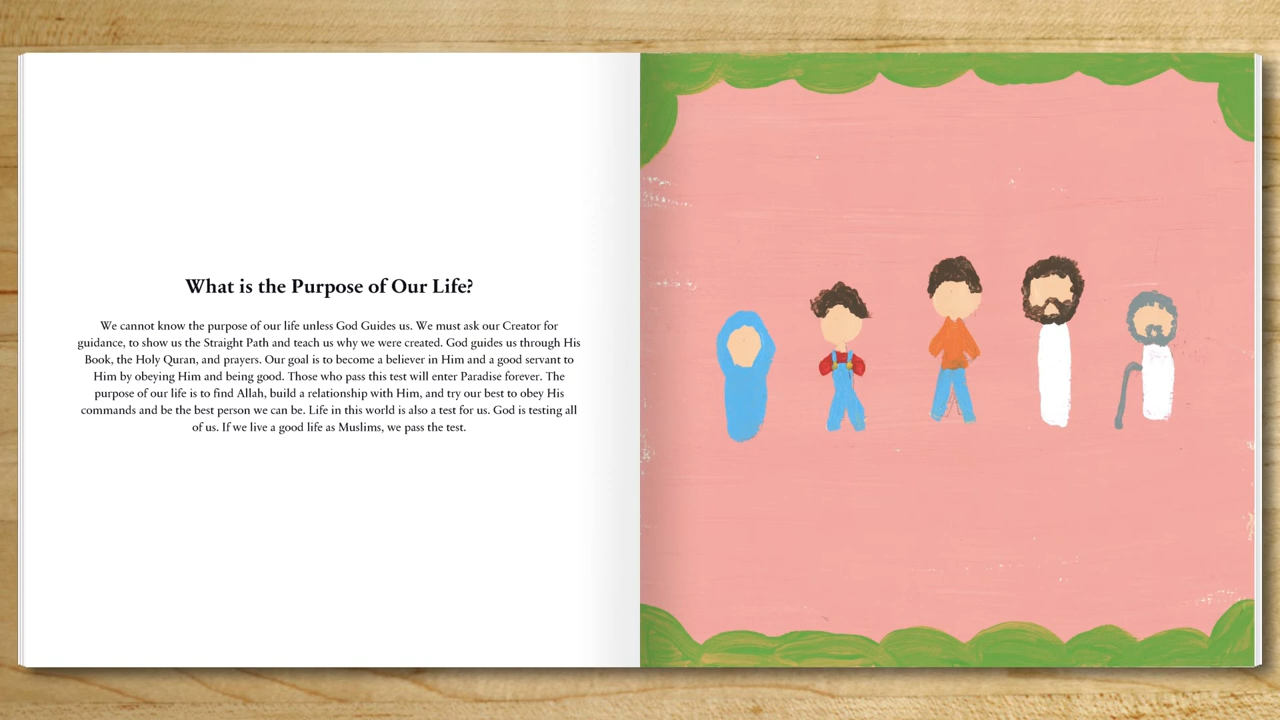 What is the Purpose of Our Life?
We cannot know the purpose of our life unless God Guides us. We must ask our Creator for
guidance, to show us the Straight Path and teach us why we were created. God guides us through His
Book, the Holy Quran, and prayers. Our goal is to become a believer in Him and a good servant to
Him by obeying Him and being good. Those who pass this test will enter Paradise forever. The
purpose of our life is to find Allah, build a relationship with Him, and try our best to obey His
commands and be the best person we can be. Life in this world is also a test for us. God is testing all
of us. If we live a good life as Muslims, we pass the test.